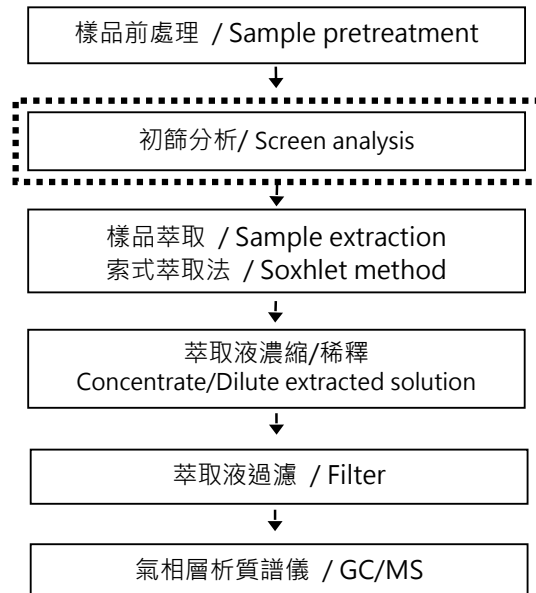 樣品前處理 / Sample pretreatment
初篩分析/ Screen analysis
樣品萃取 / Sample extraction
索式萃取法 / Soxhlet method
萃取液濃縮/稀釋
Concentrate/Dilute extracted solution
萃取液過濾 / Filter
氣相層析質譜儀 / GC/MS